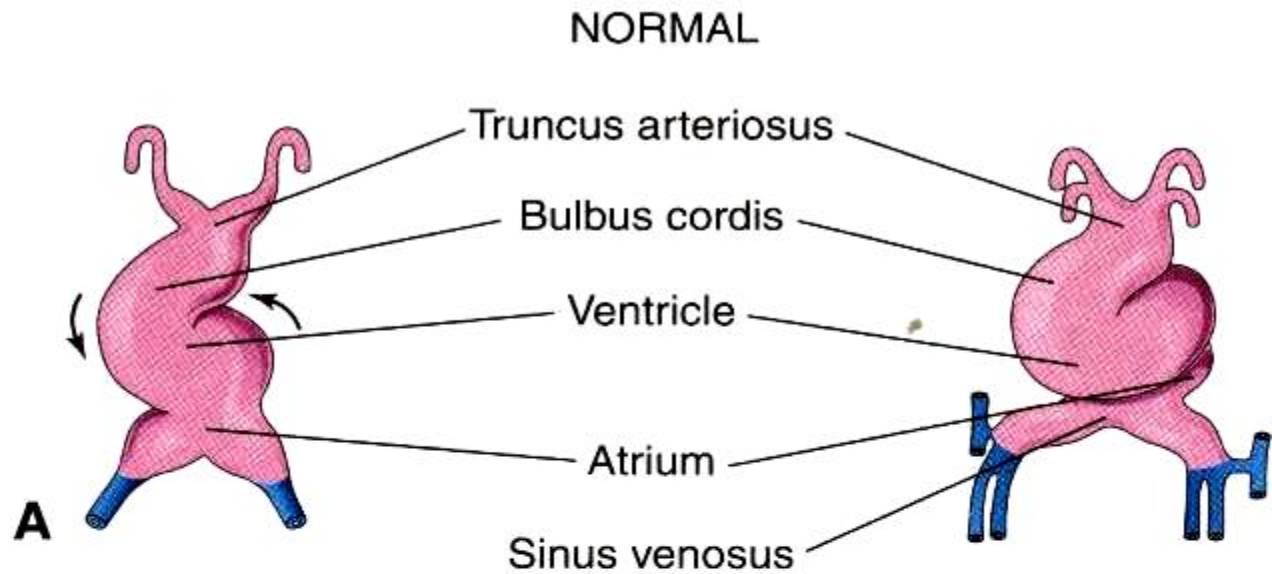 NORMAL
Truncus arteriosus
Bulbus cordis
Ventricle
Atrium
A
Sinus venosus